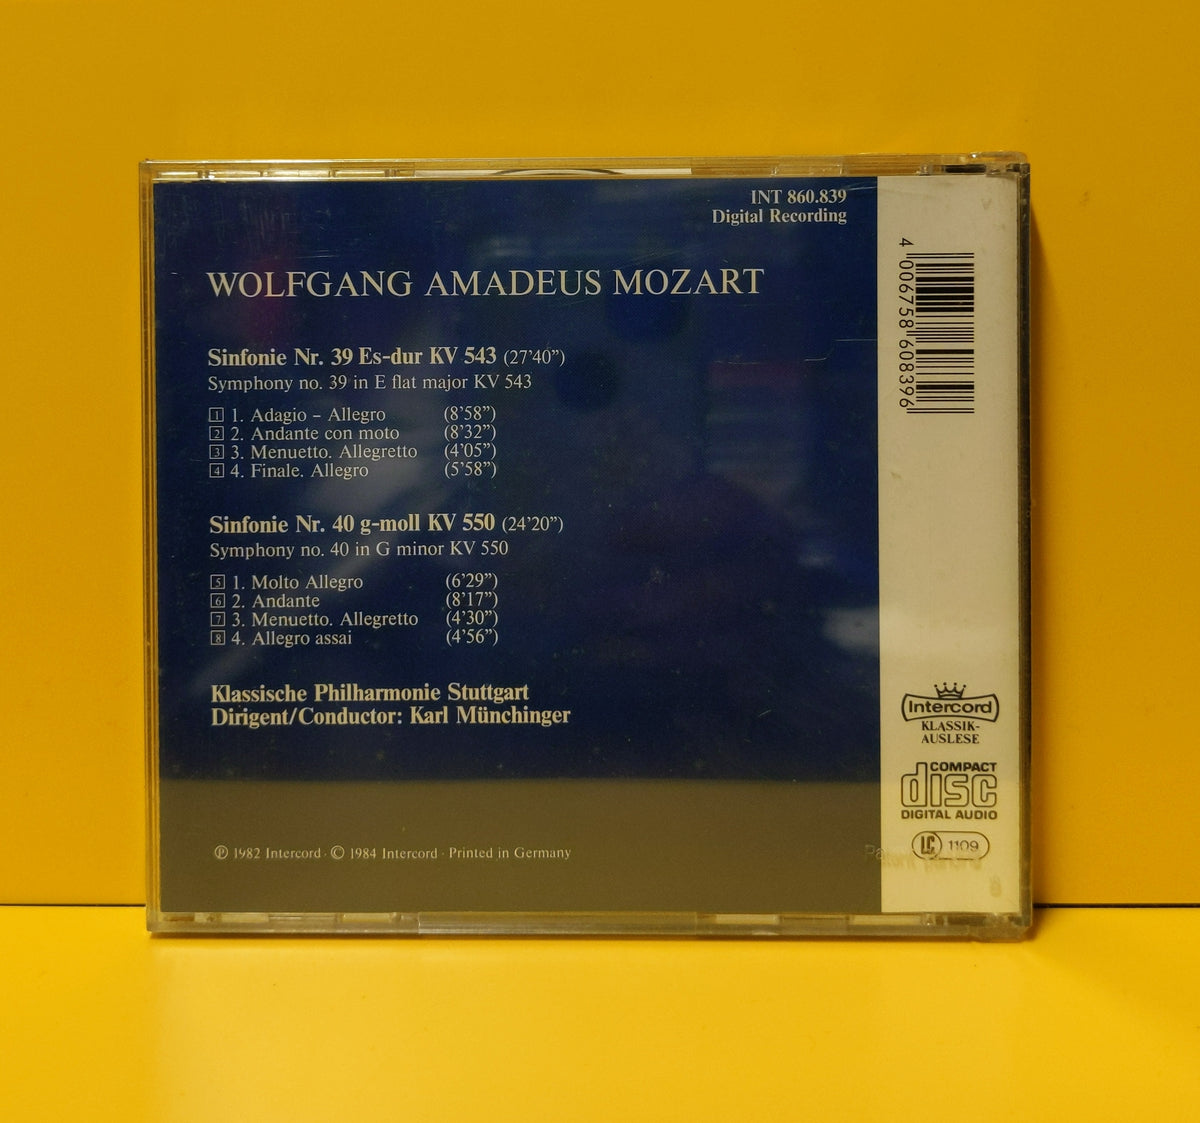 INT 860.839
Digital Recording
WOLFGANG AMADEUS MOZART
Sinfonie Nr. 39 Es-dur KV 543 (27'40")
Symphony no. 39 in E flat major KV 543
1 1. Adagio – Allegro (8'58")
2 2. Andante con moto (8'32")
3 3. Menuetto. Allegretto (4'05")
4 4. Finale. Allegro (5'58")
Sinfonie Nr. 40 g-moll KV 550 (24'20")
Symphony no. 40 in G minor KV 550
5 1. Molto Allegro (6'29")
6 2. Andante (8'17")
7 3. Menuetto. Allegretto (4'30")
8 4. Allegro assai (4'56")
Klassische Philharmonie Stuttgart
Dirigent/Conductor: Karl Münchinger
℗ 1982 Intercord · © 1984 Intercord · Printed in Germany
4 006758 608396
Intercord
KLASSIK-
AUSLESE
COMPACT
disc
DIGITAL AUDIO
LC 1109